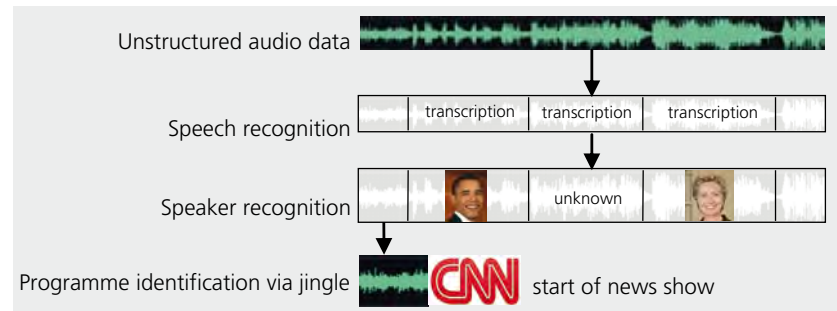 Unstructured audio data
transcription transcription transcription
Speech recognition
Speaker recognition
unknown
Programme identification via jingle
CNN
start of news show